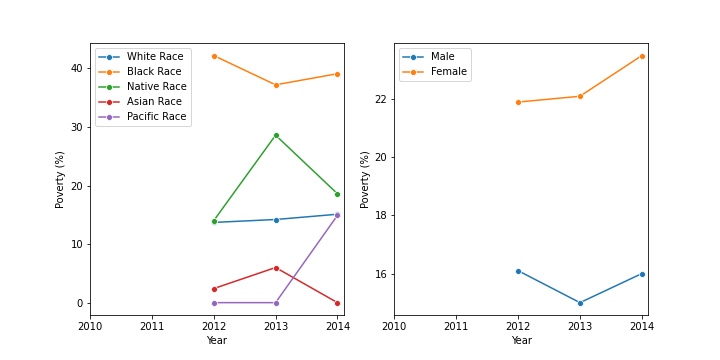 White Race
Black Race
Native Race
Asian Race
Pacific Race
40
30
20
10
0
Poverty (%)
2010 2011 2012 2013 2014
Year
Male
Female
22
20
18
16
Poverty (%)
2010 2011 2012 2013 2014
Year